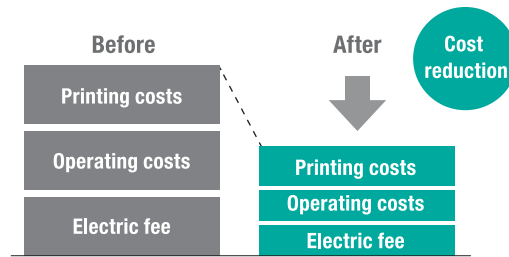 Before
Printing costs
Operating costs
Electric fee
After
Cost
reduction
Printing costs
Operating costs
Electric fee